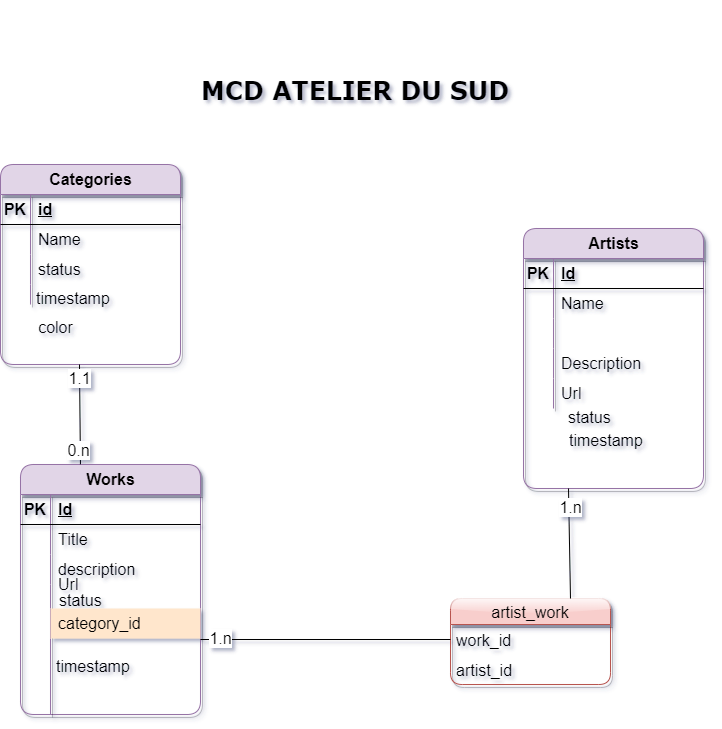 MCD ATELIER DU SUD
Categories
PK id
Name
status
timestamp
color
1.1
0.n
Works
PK Id
Title
description
Url
status
category_id
timestamp
1.n
Artists
PK Id
Name
Description
Url
status
timestamp
1.n
artist_work
work_id
artist_id